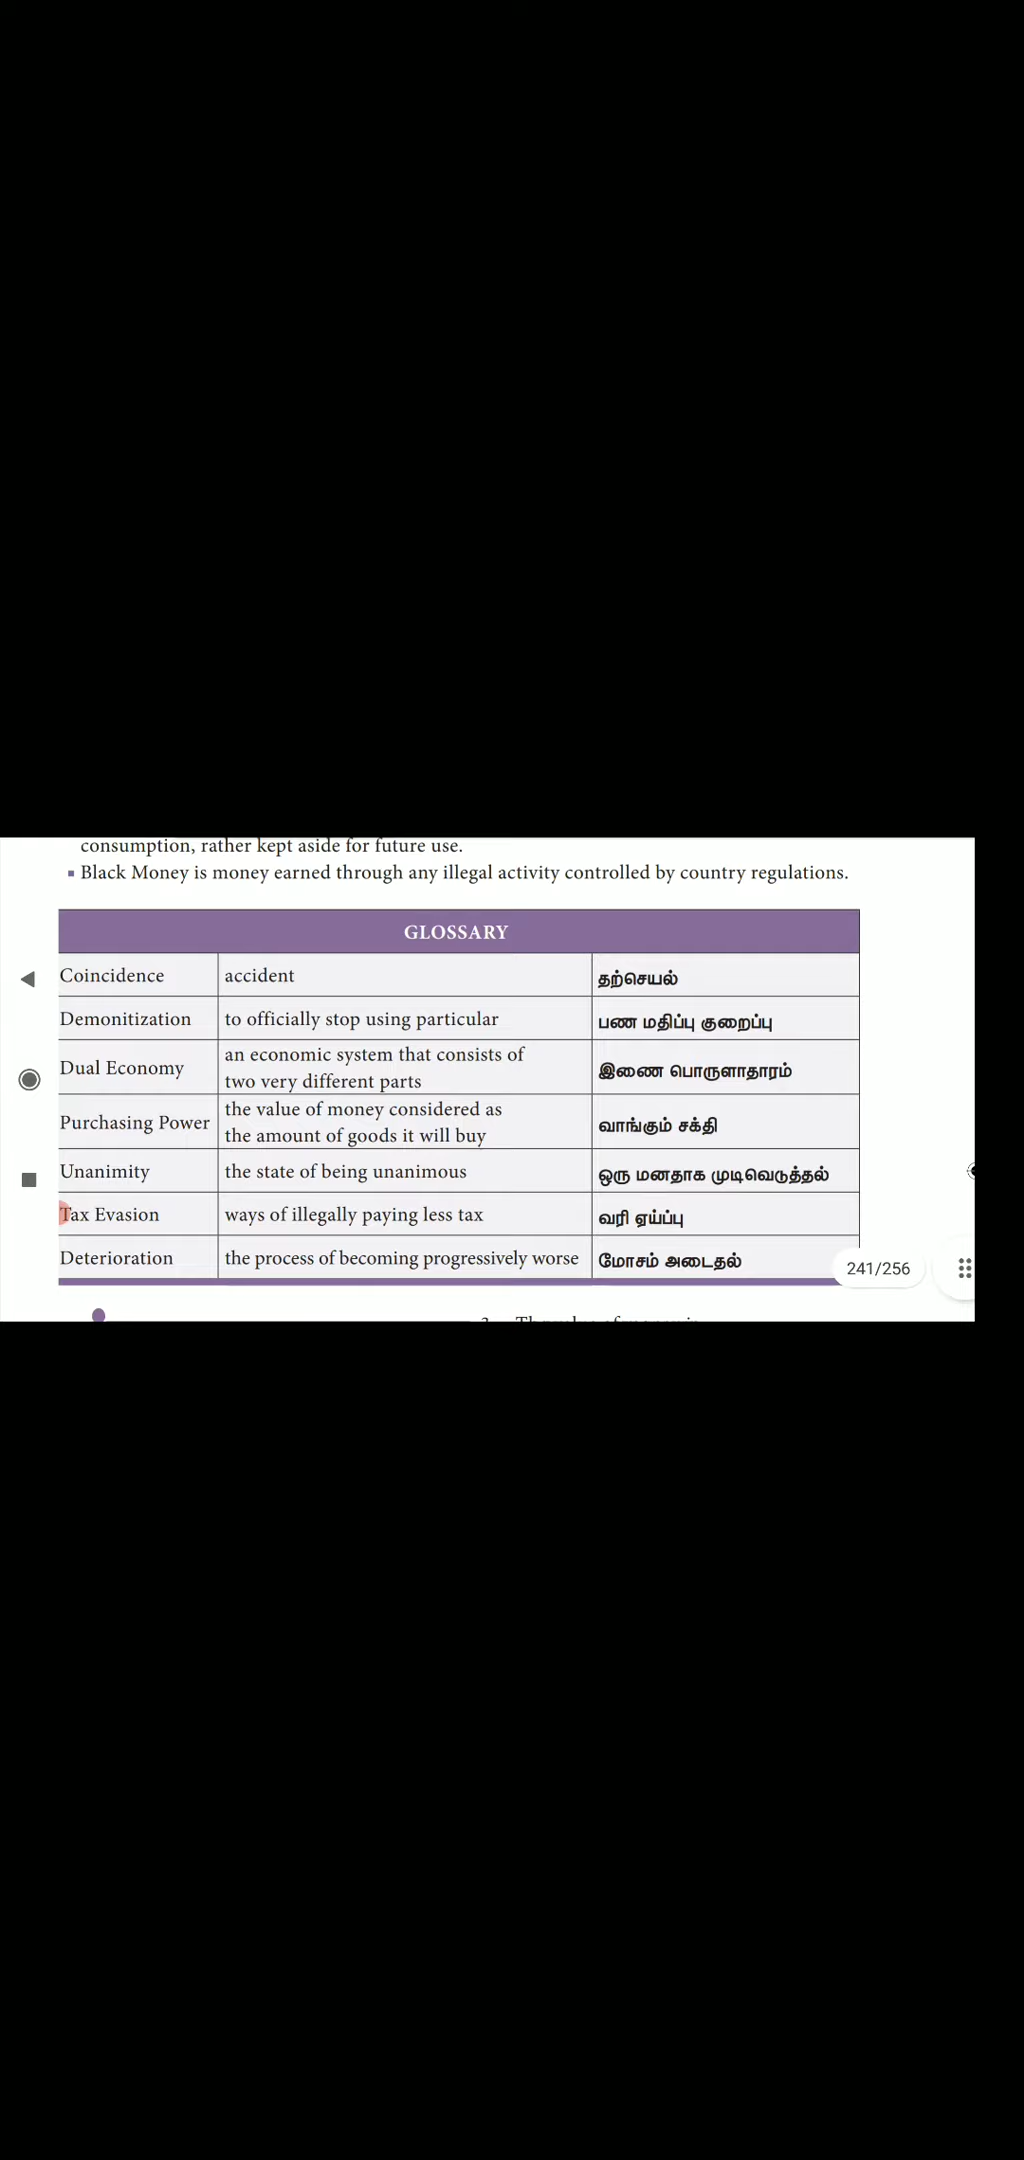 consumption, rather kept aside for future use.
▪ Black Money is money earned through any illegal activity controlled by country regulations.
GLOSSARY
Coincidence accident தற்செயல்
Demonitization to officially stop using particular பண மதிப்பு குறைப்பு
Dual Economy an economic system that consists of
two very different parts இணை பொருளாதாரம்
Purchasing Power the value of money considered as
the amount of goods it will buy வாங்கும் சக்தி
Unanimity the state of being unanimous ஒரு மனதாக முடிவெடுத்தல்
Tax Evasion ways of illegally paying less tax வரி ஏய்ப்பு
Deterioration the process of becoming progressively worse மோசம் அடைதல்
241/256